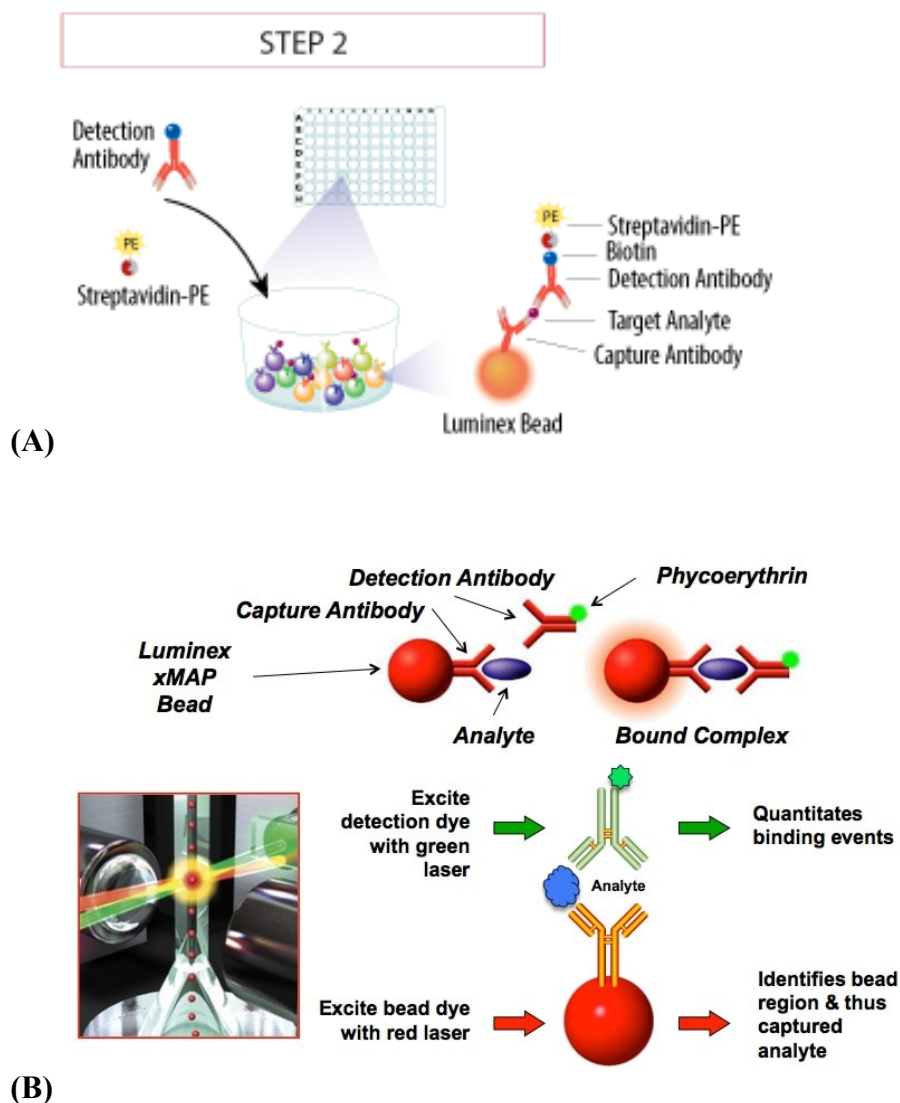 STEP 2
Detection
Antibody
A
B
C
D
E
F
G
H
PE
Streptavidin-PE
PE
Streptavidin-PE
Biotin
Detection Antibody
Target Analyte
Capture Antibody
Luminex Bead
(A)
Detection Antibody
Phycoerythrin
Capture Antibody
Luminex
xMAP
Bead
Analyte
Bound Complex
Excite
detection dye
with green
laser
Analyte
Quantitates
binding events
Excite bead dye
with red laser
Identifies bead
region & thus
captured
analyte
(B)